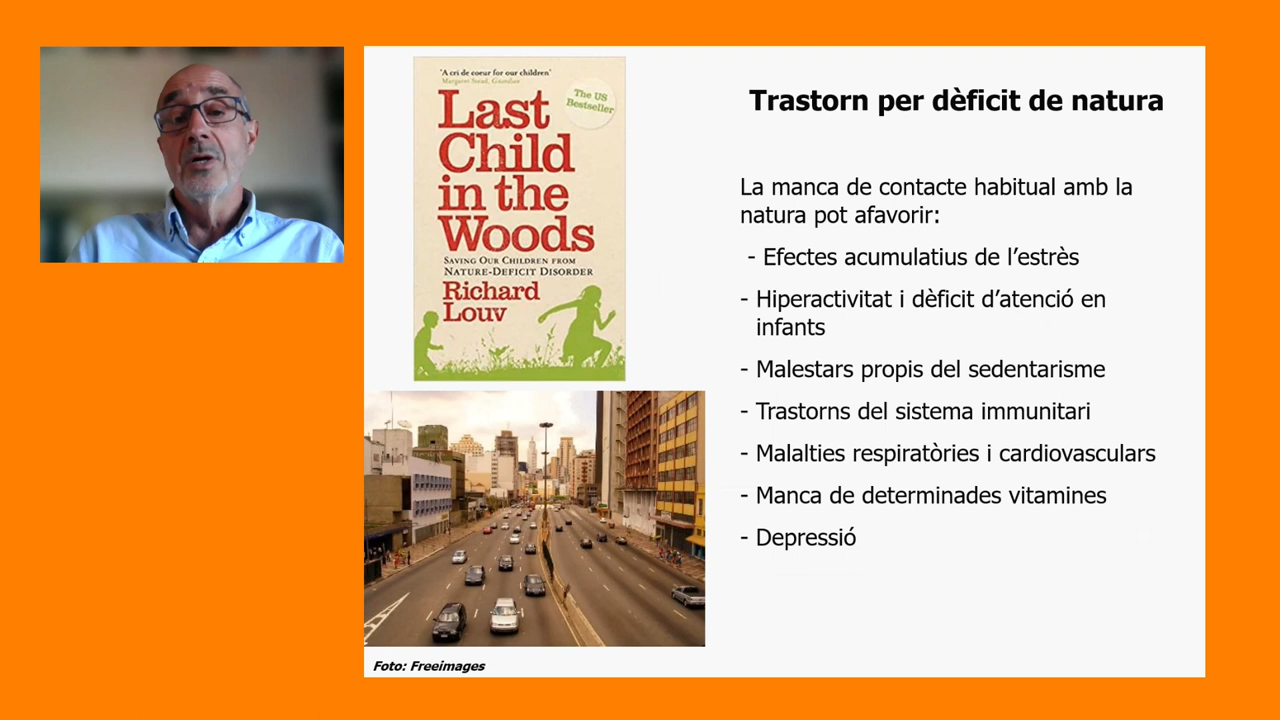 'A cri de coeur for our children'
Margaret Serad, Guardian
The US
Bestseller
Last
Child
in the
Woods
Saving Our Children from
Nature-Deficit Disorder
Richard
Louv
Foto: Freeimages
Trastorn per dèficit de natura
La manca de contacte habitual amb la
natura pot afavorir:
- Efectes acumulatius de l’estrès
- Hiperactivitat i dèficit d’atenció en
infants
- Malestars propis del sedentarisme
- Trastorns del sistema immunitari
- Malalties respiratòries i cardiovasculars
- Manca de determinades vitamines
- Depressió